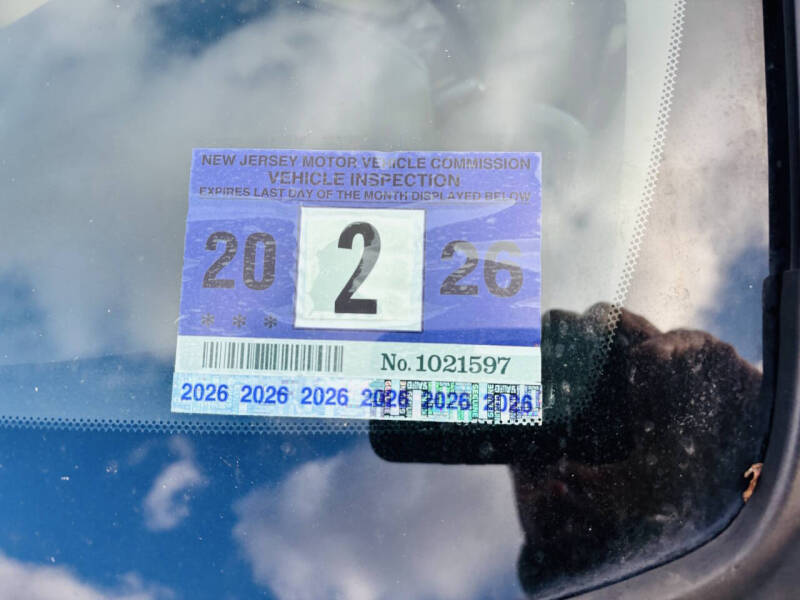 NEW JERSEY MOTOR VEHICLE COMMISSION
VEHICLE INSPECTION
EXPIRES LAST DAY OF THE MONTH DISPLAYED BELOW
20 2 26
***
No. 1021597
2026 2026 2026 2026 2026 2026